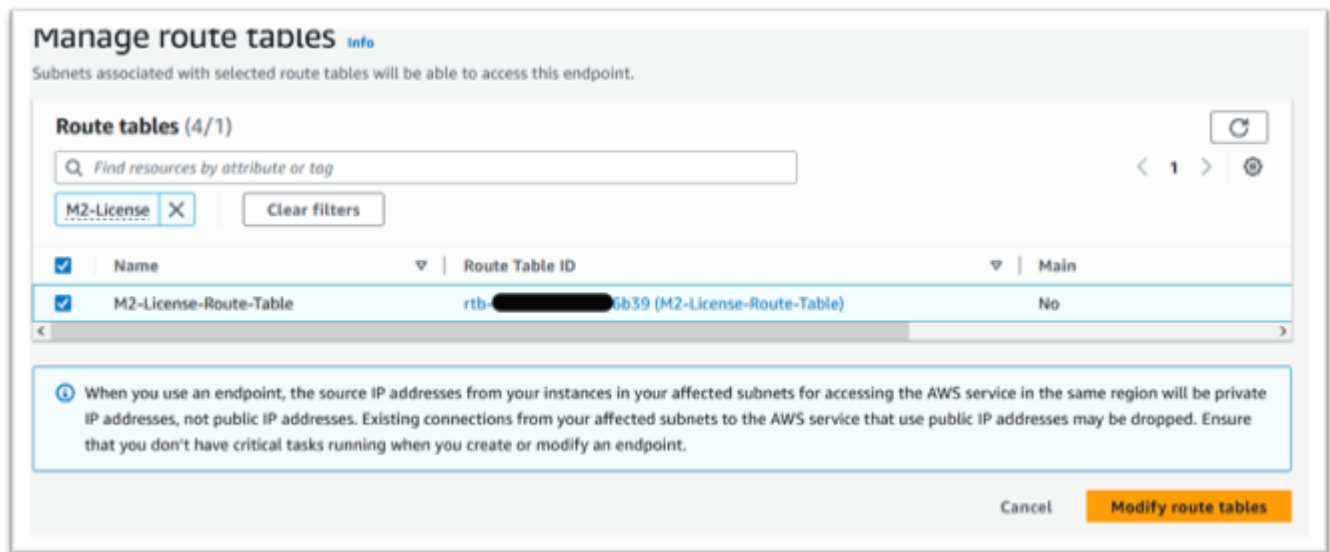 Manage route tables Info
Subnets associated with selected route tables will be able to access this endpoint.
Route tables (4/1)
Find resources by attribute or tag
1
M2-License
Clear filters
Name Route Table ID Main
M2-License-Route-Table rtb- 6b39 (M2-License-Route-Table) No
When you use an endpoint, the source IP addresses from your instances in your affected subnets for accessing the AWS service in the same region will be private
IP addresses, not public IP addresses. Existing connections from your affected subnets to the AWS service that use public IP addresses may be dropped. Ensure
that you don't have critical tasks running when you create or modify an endpoint.
Cancel Modify route tables